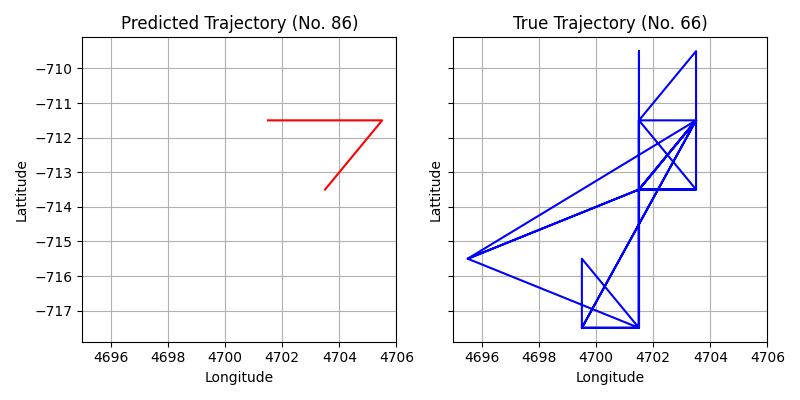 Predicted Trajectory (No. 86)
True Trajectory (No. 66)
−710
−711
−712
−713
−714
−715
−716
−717
Lattitude
Lattitude
4696 4698 4700 4702 4704 4706
4696 4698 4700 4702 4704 4706
Longitude
Longitude